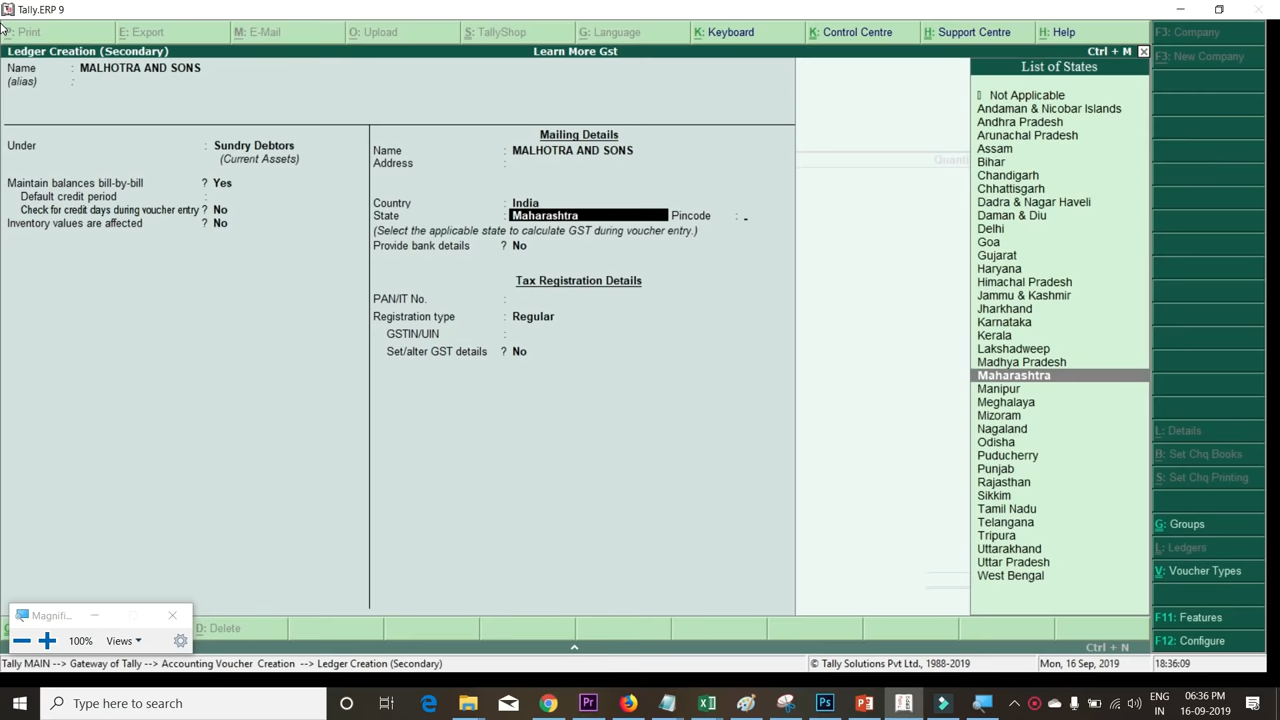 Tally.ERP 9
P: Print
E: Export
M: E-Mail
O: Upload
S: TallyShop
G: Language
K: Keyboard
K: Control Centre
H: Support Centre
H: Help
F3: Company
F3: New Company
Ledger Creation (Secondary)
Learn More Gst
Ctrl + M
Name : MALHOTRA AND SONS
(alias) :
Under : Sundry Debtors
(Current Assets)
Maintain balances bill-by-bill ? Yes
Default credit period :
Check for credit days during voucher entry ? No
Inventory values are affected ? No
Mailing Details
Name : MALHOTRA AND SONS
Address :
Country : India
State : Maharashtra Pincode :
(Select the applicable state to calculate GST during voucher entry.)
Provide bank details ? No
Tax Registration Details
PAN/IT No. :
Registration type : Regular
GSTIN/UIN :
Set/alter GST details ? No
List of States
Not Applicable
Andaman & Nicobar Islands
Andhra Pradesh
Arunachal Pradesh
Assam
Bihar
Chandigarh
Chhattisgarh
Dadra & Nagar Haveli
Daman & Diu
Delhi
Goa
Gujarat
Haryana
Himachal Pradesh
Jammu & Kashmir
Jharkhand
Karnataka
Kerala
Lakshadweep
Madhya Pradesh
Maharashtra
Manipur
Meghalaya
Mizoram
Nagaland
Odisha
Puducherry
Punjab
Rajasthan
Sikkim
Tamil Nadu
Telangana
Tripura
Uttarakhand
Uttar Pradesh
West Bengal
L: Details
B: Set Chq Books
S: Set Chq Printing
G: Groups
L: Ledgers
V: Voucher Types
F11: Features
F12: Configure
Magnifi...
100% Views
D: Delete
Ctrl + N
Tally MAIN --> Gateway of Tally --> Accounting Voucher Creation --> Ledger Creation (Secondary)
© Tally Solutions Pvt Ltd., 1988-2019
Mon, 16 Sep, 2019
18:36:09
Type here to search
ENG
IN
06:36 PM
16-09-2019